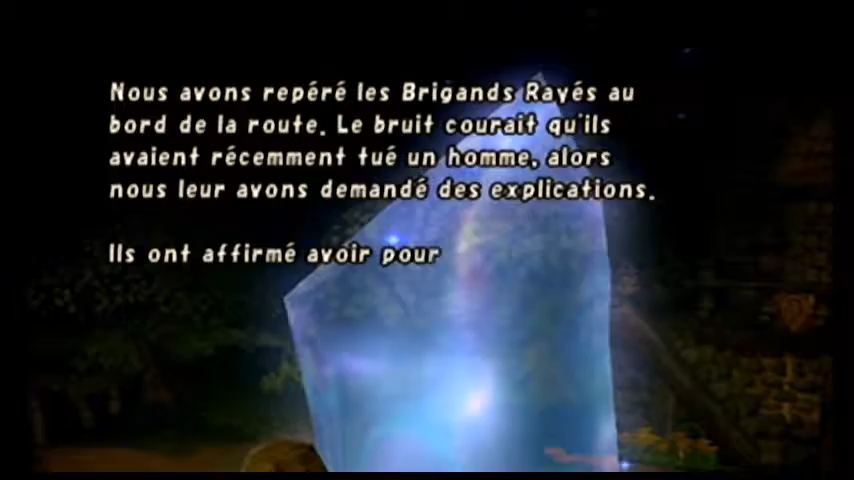 Nous avons repéré les Brigands Rayés au
bord de la route. Le bruit courait qu'ils
avaient récemment tué un homme, alors
nous leur avons demandé des explications.
Ils ont affirmé avoir pour